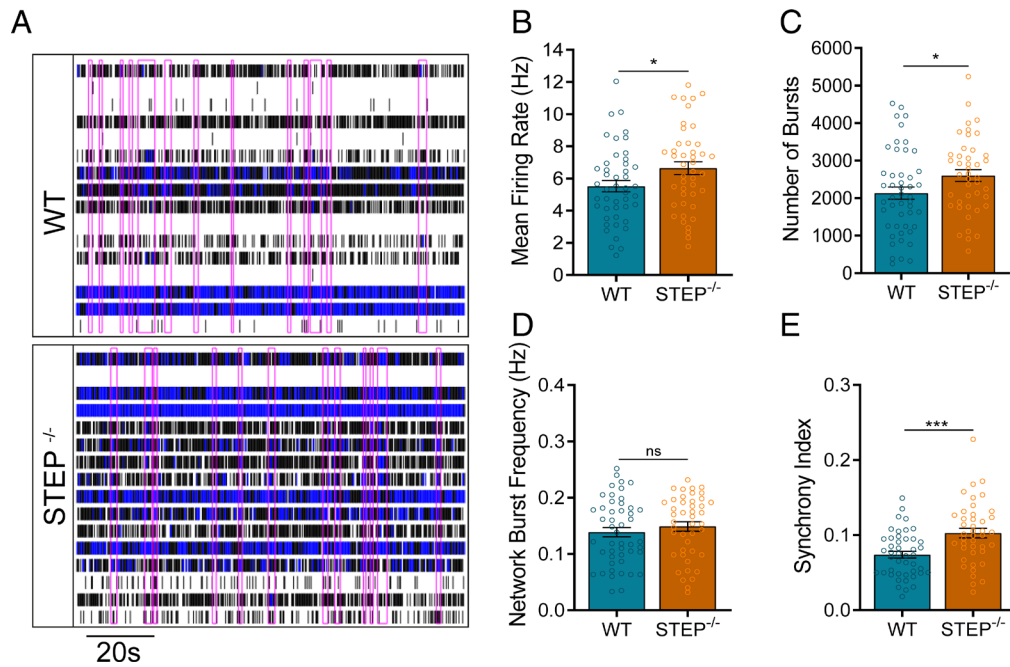 A
WT
STEP -/-
20s
B
Mean Firing Rate (Hz)
14
12
10
8
6
4
2
0
*
WT
STEP-/-
C
Number of Bursts
6000
5000
4000
3000
2000
1000
0
*
WT
STEP-/-
D
Network Burst Frequency (Hz)
0.4
0.3
0.2
0.1
0.0
ns
WT
STEP-/-
E
Synchrony Index
0.3
0.2
0.1
0.0
***
WT
STEP-/-